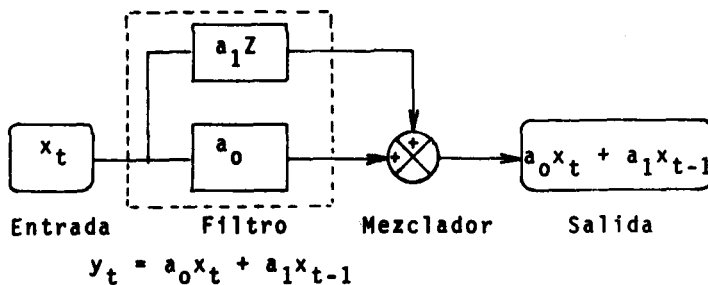 a₁Z
xₜ
a₀
+
+
a₀xₜ + a₁xₜ₋₁
Entrada Filtro Mezclador Salida
yₜ = a₀xₜ + a₁xₜ₋₁